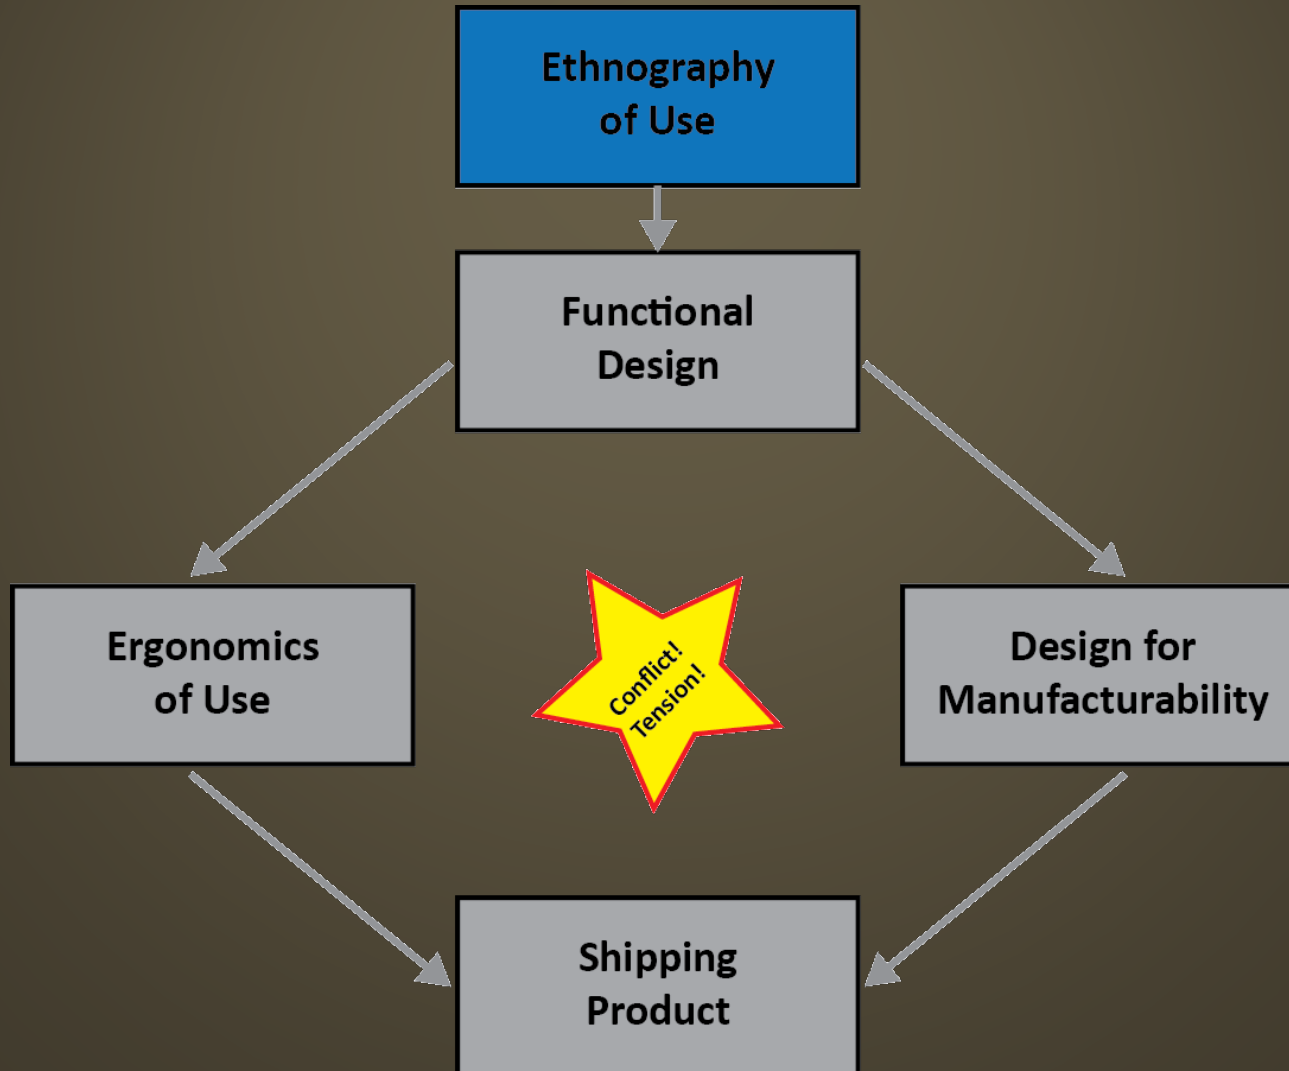 Ethnography
of Use
Functional
Design
Ergonomics
of Use
Conflict!
Tension!
Design for
Manufacturability
Shipping
Product